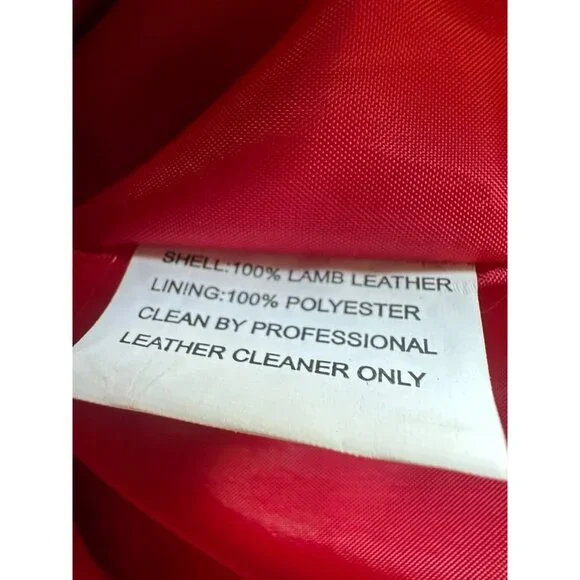 SHELL:100% LAMB LEATHER
LINING:100% POLYESTER
CLEAN BY PROFESSIONAL
LEATHER CLEANER ONLY